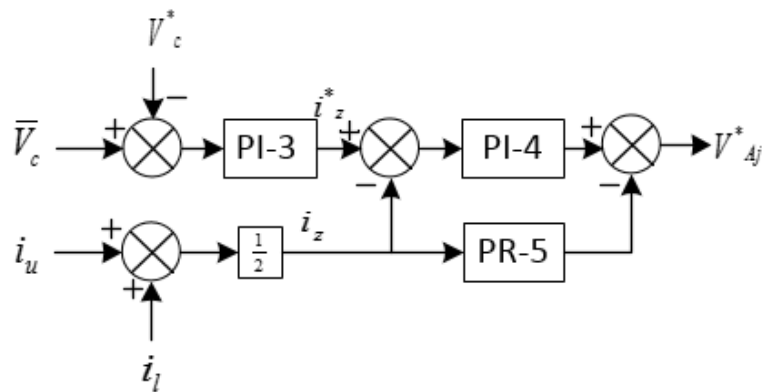 V*c
−
V̄c
+
PI-3
i*z
+
−
PI-4
+
−
V*Aj
iu
+
+
1/2
iz
PR-5
il